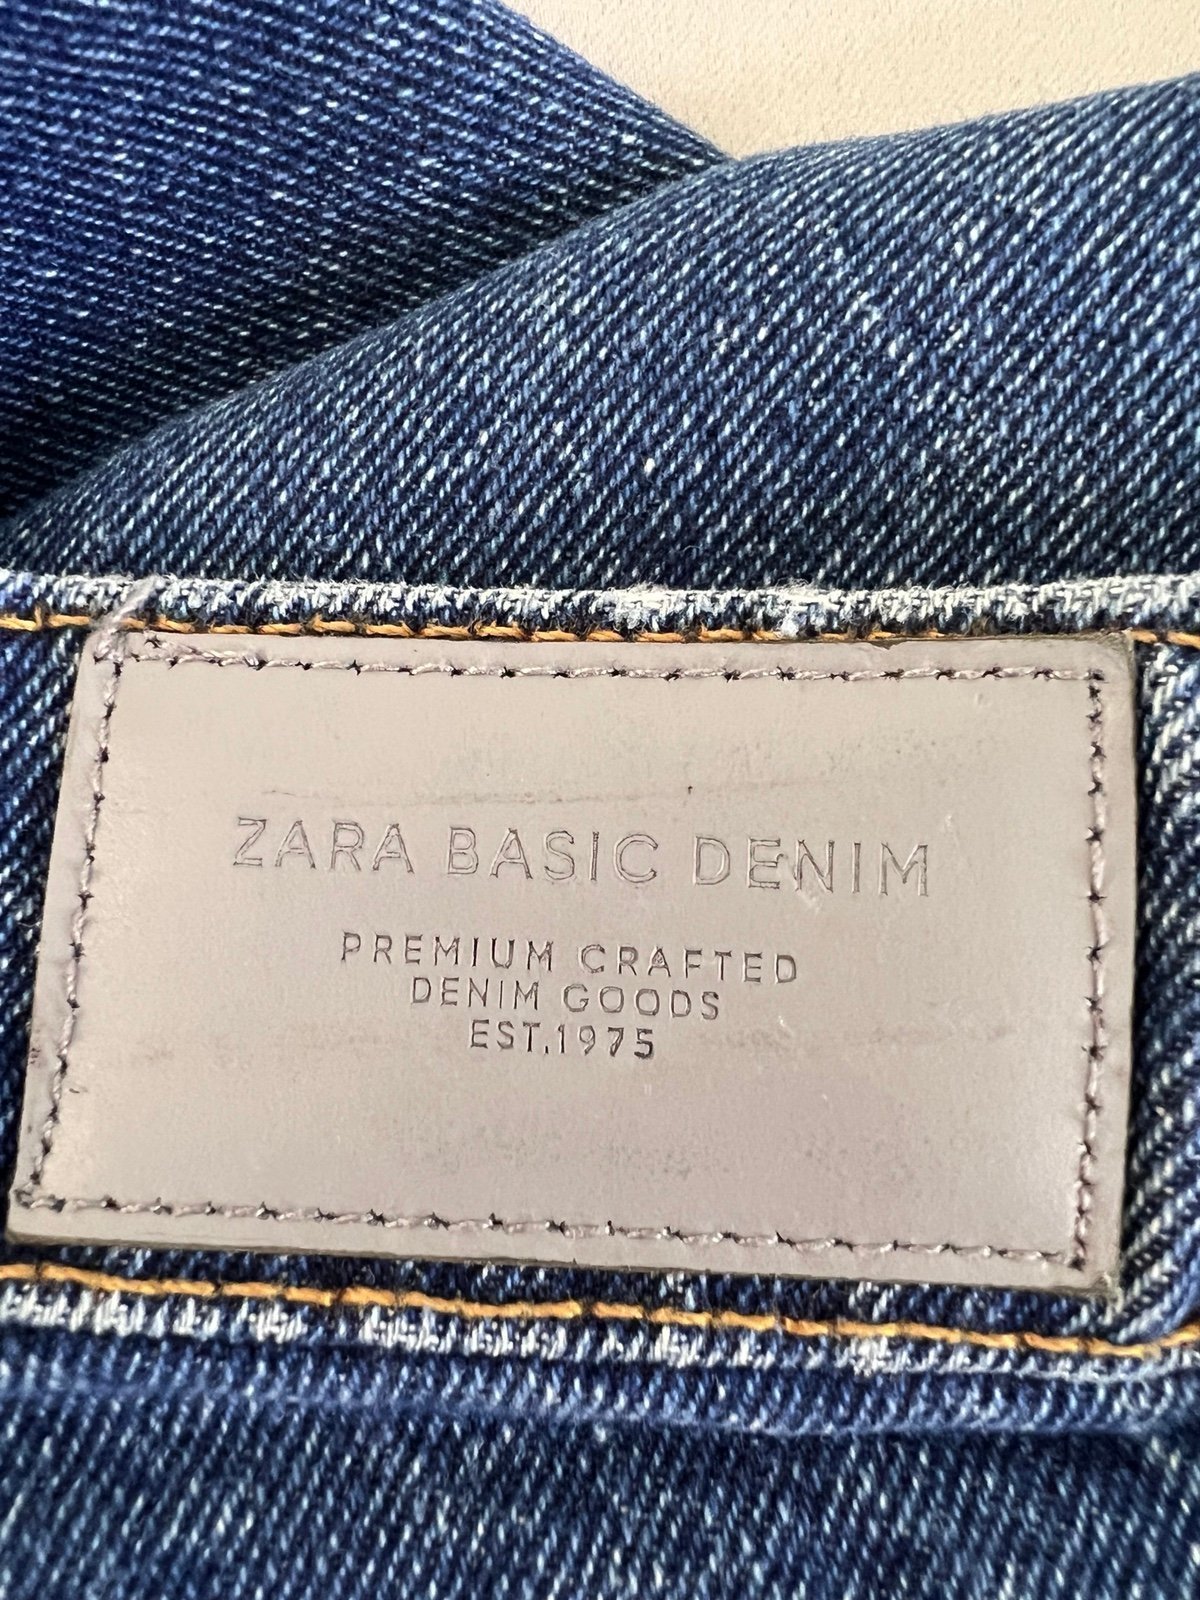 ZARA BASIC DENIM
PREMIUM CRAFTED
DENIM GOODS
EST.1975